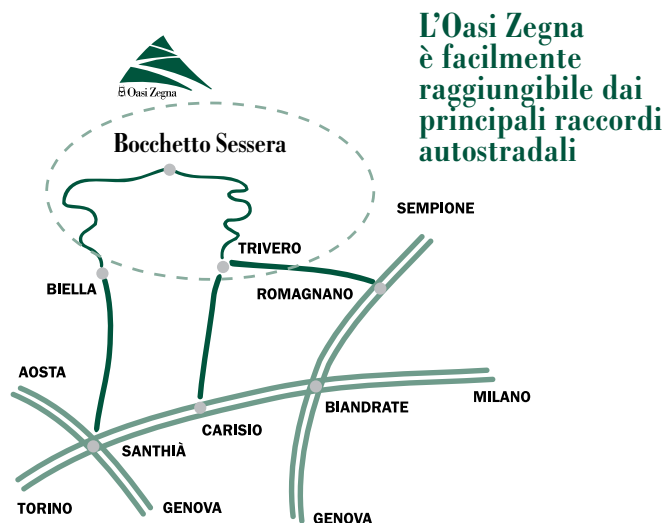 L'Oasi Zegna
è facilmente
raggiungibile dai
principali raccordi
autostradali
Oasi Zegna
Bocchetto Sessera
SEMPIONE
TRIVERO
BIELLA
ROMAGNANO
AOSTA
MILANO
BIANDRATE
CARISIO
SANTHIÀ
TORINO
GENOVA
GENOVA